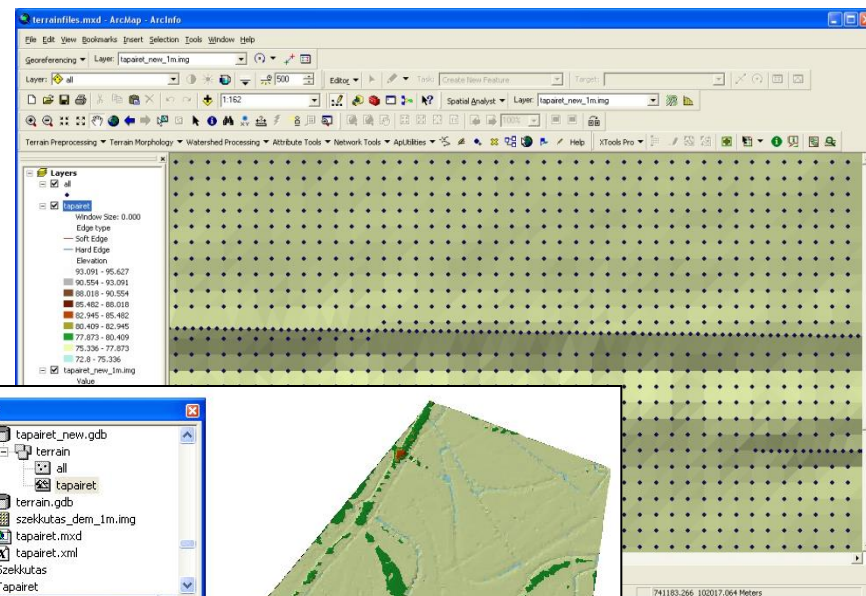 terrainfiles.mxd - ArcMap - ArcInfo
File Edit View Bookmarks Insert Selection Tools Window Help
Georeferencing Layer: tapairet_new_1m.img
Layer: all 500 Editor Task: Create New Feature Target:
1:162 Spatial Analyst Layer: tapairet_new_1m.img
100%
Terrain Preprocessing Terrain Morphology Watershed Processing Attribute Tools Network Tools ApUtilities Help XTools Pro
Layers
all
tapairet
Window Size: 0.000
Edge type
Soft Edge
Hard Edge
Elevation
93.091 - 95.627
90.554 - 93.091
88.018 - 90.554
85.482 - 88.018
82.945 - 85.482
80.409 - 82.945
77.873 - 80.409
75.336 - 77.873
72.8 - 75.336
tapairet_new_1m.img
Value
tapairet_new.gdb
terrain
all
tapairet
terrain.gdb
szekkutas_dem_1m.img
tapairet.mxd
tapairet.xml
Szekkutas
Tapairet
741183.266 102017.064 Meters